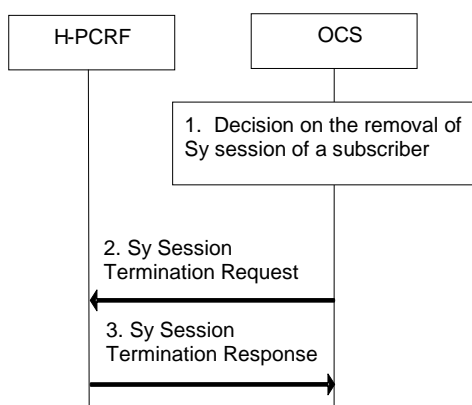 H-PCRF
OCS
1. Decision on the removal of
Sy session of a subscriber
2. Sy Session
Termination Request
3. Sy Session
Termination Response